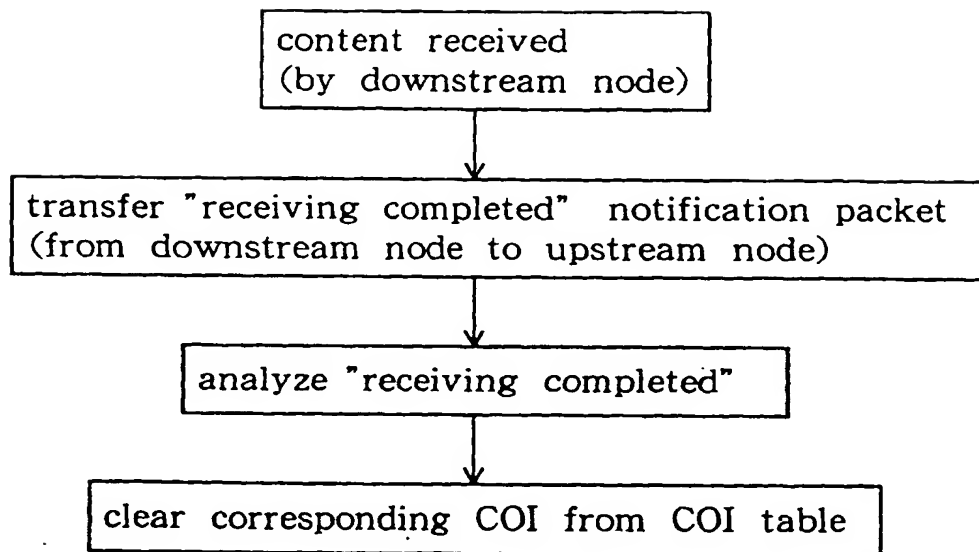 content received
(by downstream node)
transfer "receiving completed" notification packet
(from downstream node to upstream node)
analyze "receiving completed"
clear corresponding COI from COI table